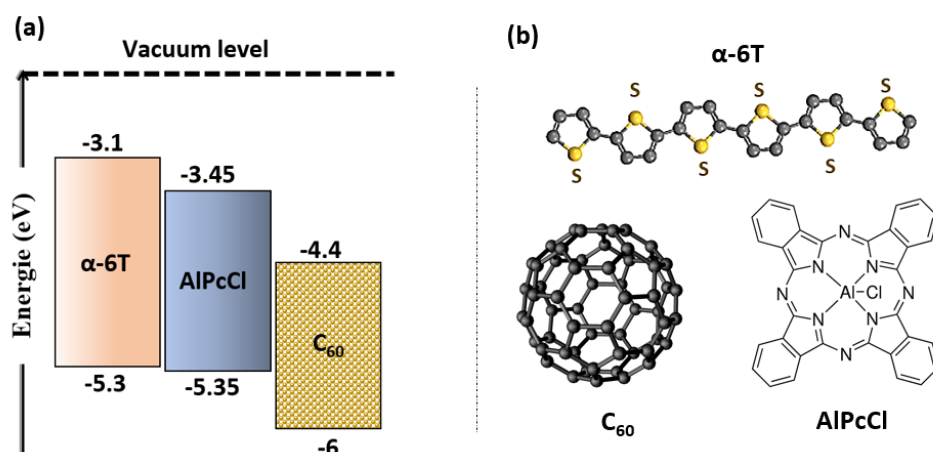 (a)
Vacuum level
Energie (eV)
-3.1
-3.45
-4.4
α-6T
AlPcCl
C₆₀
-5.3
-5.35
-6
(b)
α-6T
S S S
S S S
C₆₀
N N
N
N Al-Cl N
N N
N
AlPcCl